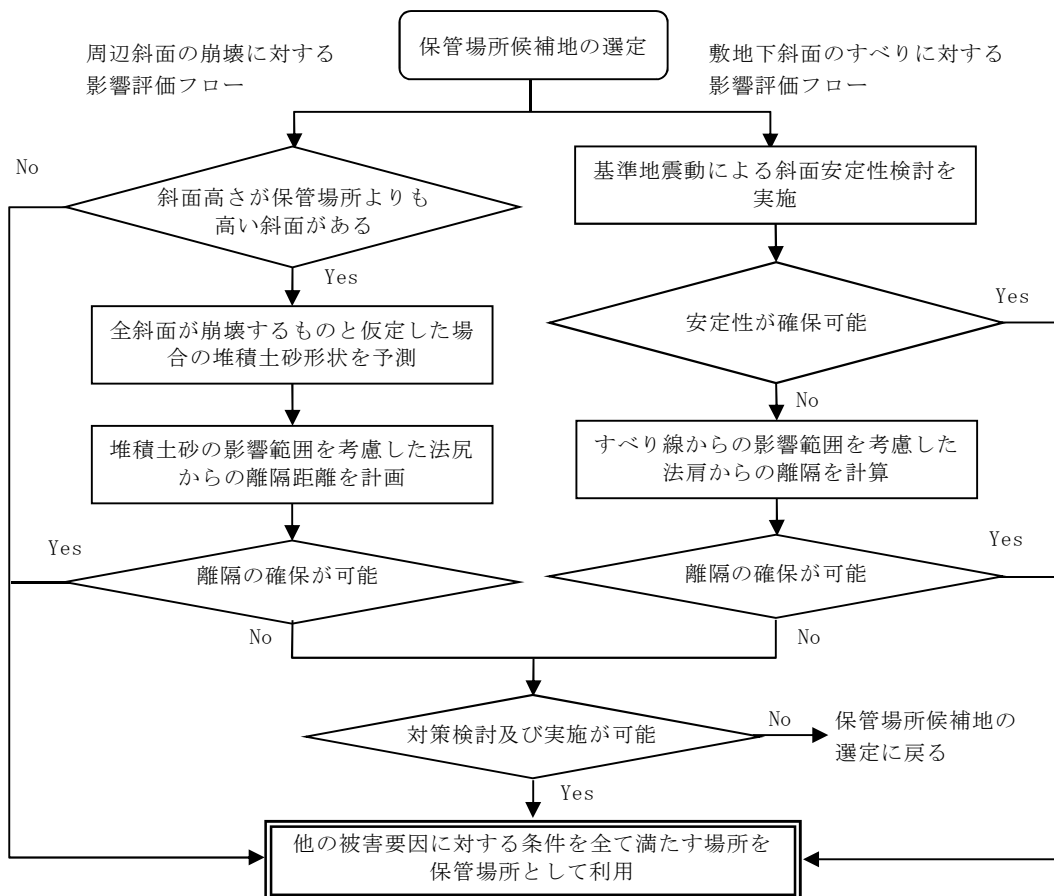 保管場所候補地の選定
周辺斜面の崩壊に対する
影響評価フロー
敷地下斜面のすべりに対する
影響評価フロー
No
斜面高さが保管場所よりも
高い斜面がある
Yes
全斜面が崩壊するものと仮定した場
合の堆積土砂形状を予測
堆積土砂の影響範囲を考慮した法尻
からの離隔距離を計画
Yes
離隔の確保が可能
No
基準地震動による斜面安定性検討を
実施
Yes
安定性が確保可能
No
すべり線からの影響範囲を考慮した
法肩からの離隔を計算
Yes
離隔の確保が可能
No
対策検討及び実施が可能
No
保管場所候補地の
選定に戻る
Yes
他の被害要因に対する条件を全て満たす場所を
保管場所として利用